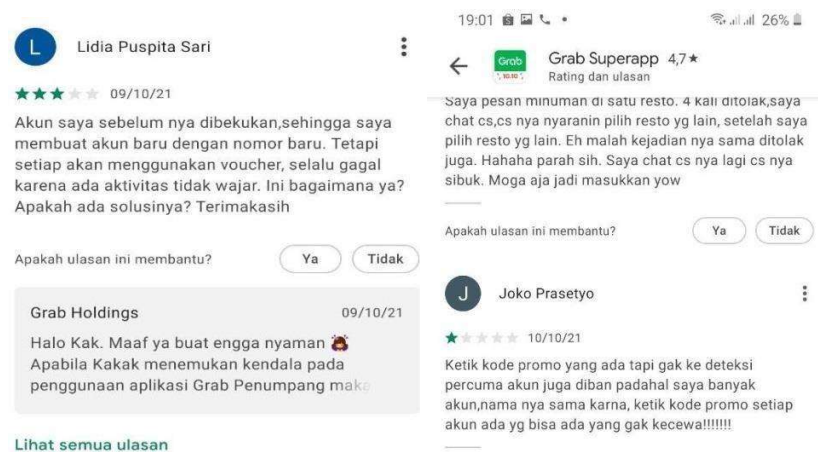 L
Lidia Puspita Sari
09/10/21
Akun saya sebelum nya dibekukan,sehingga saya
membuat akun baru dengan nomor baru. Tetapi
setiap akan menggunakan voucher, selalu gagal
karena ada aktivitas tidak wajar. Ini bagaimana ya?
Apakah ada solusinya? Terimakasih
Apakah ulasan ini membantu?
Ya
Tidak
Grab Holdings
09/10/21
Halo Kak. Maaf ya buat engga nyaman
Apabila Kakak menemukan kendala pada
penggunaan aplikasi Grab Penumpang maka
Lihat semua ulasan
19:01
26%
Grab
10.10
Grab Superapp 4,7★
Rating dan ulasan
Saya pesan minuman di satu resto. 4 kali ditolak,saya
chat cs,cs nya nyaranin pilih resto yg lain, setelah saya
pilih resto yg lain. Eh malah kejadian nya sama ditolak
juga. Hahaha parah sih. Saya chat cs nya lagi cs nya
sibuk. Moga aja jadi masukkan yow
Apakah ulasan ini membantu?
Ya
Tidak
J
Joko Prasetyo
10/10/21
Ketik kode promo yang ada tapi gak ke deteksi
percuma akun juga diban padahal saya banyak
akun,nama nya sama karna, ketik kode promo setiap
akun ada yg bisa ada yang gak kecewa!!!!!!!